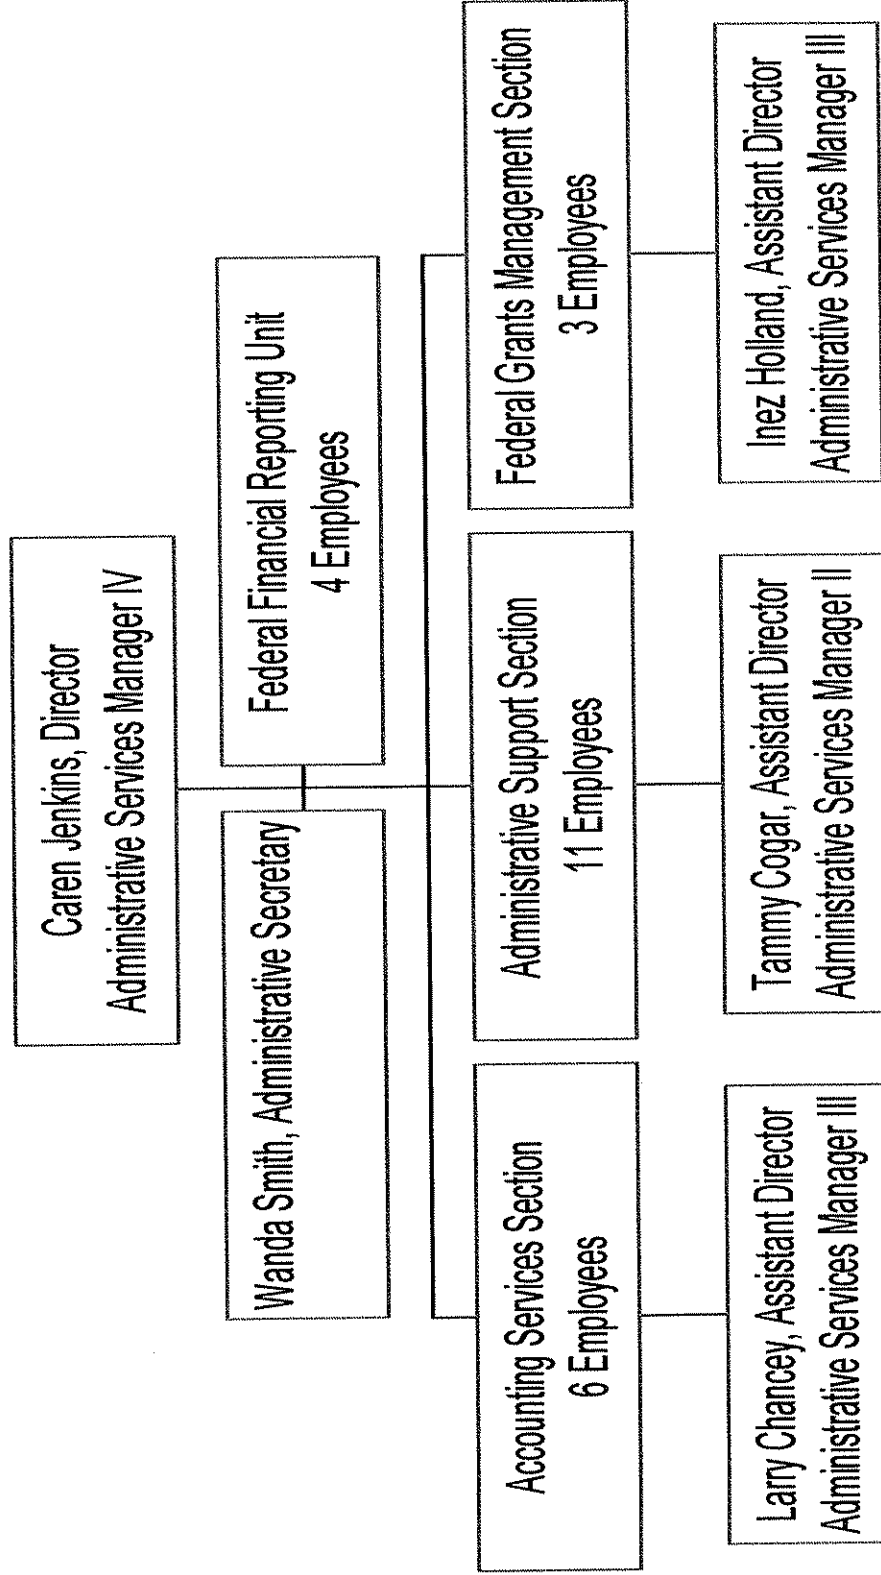 Caren Jenkins, Director
Administrative Services Manager IV
Wanda Smith, Administrative Secretary
Federal Financial Reporting Unit
4 Employees
Accounting Services Section
6 Employees
Administrative Support Section
11 Employees
Federal Grants Management Section
3 Employees
Larry Chancey, Assistant Director
Administrative Services Manager III
Tammy Cogar, Assistant Director
Administrative Services Manager II
Inez Holland, Assistant Director
Administrative Services Manager III